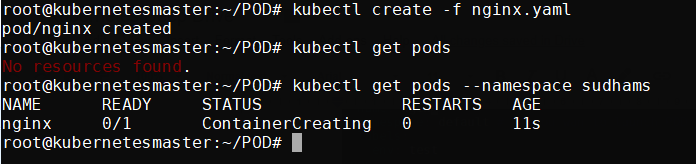 root@kubernetesmaster:~/POD# kubectl create -f nginx.yaml
pod/nginx created
root@kubernetesmaster:~/POD# kubectl get pods
No resources found.
root@kubernetesmaster:~/POD# kubectl get pods --namespace sudhams
NAME      READY     STATUS              RESTARTS   AGE
nginx     0/1       ContainerCreating   0          11s
root@kubernetesmaster:~/POD#